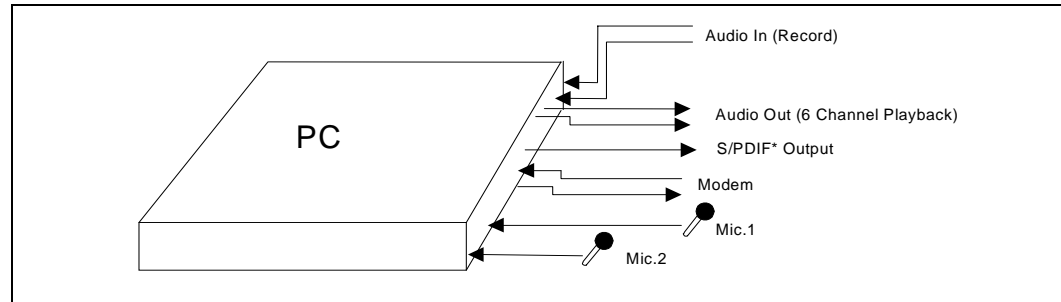 Audio In (Record)
PC
Audio Out (6 Channel Playback)
S/PDIF* Output
Modem
Mic.1
Mic.2